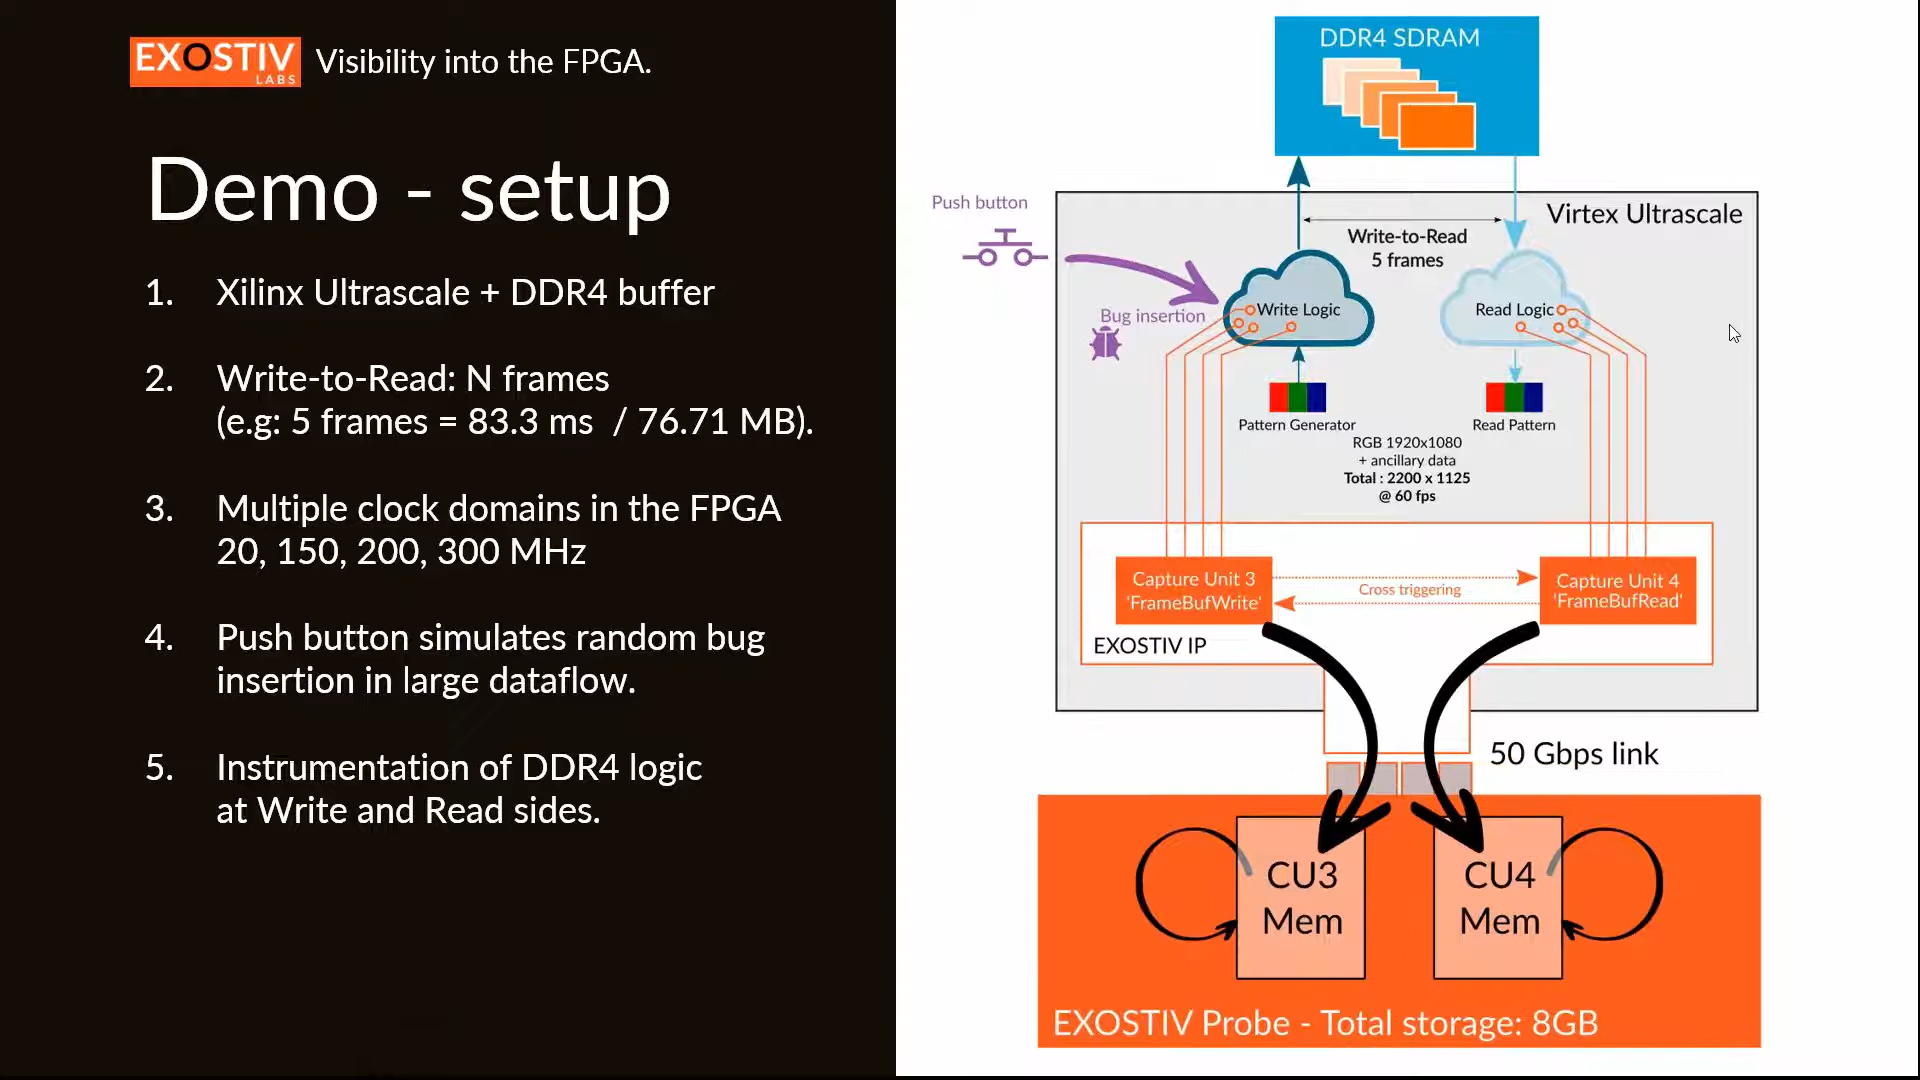 EXOSTIV
LABS
Visibility into the FPGA.
Demo - setup
1. Xilinx Ultrascale + DDR4 buffer
2. Write-to-Read: N frames
(e.g: 5 frames = 83.3 ms / 76.71 MB).
3. Multiple clock domains in the FPGA
20, 150, 200, 300 MHz
4. Push button simulates random bug
insertion in large dataflow.
5. Instrumentation of DDR4 logic
at Write and Read sides.
DDR4 SDRAM
Push button
Virtex Ultrascale
Write-to-Read
5 frames
Bug insertion
Write Logic
Read Logic
Pattern Generator
Read Pattern
RGB 1920x1080
+ ancillary data
Total : 2200 x 1125
@ 60 fps
Capture Unit 3
'FrameBufWrite'
Cross triggering
Capture Unit 4
'FrameBufRead'
EXOSTIV IP
50 Gbps link
CU3
Mem
CU4
Mem
EXOSTIV Probe - Total storage: 8GB